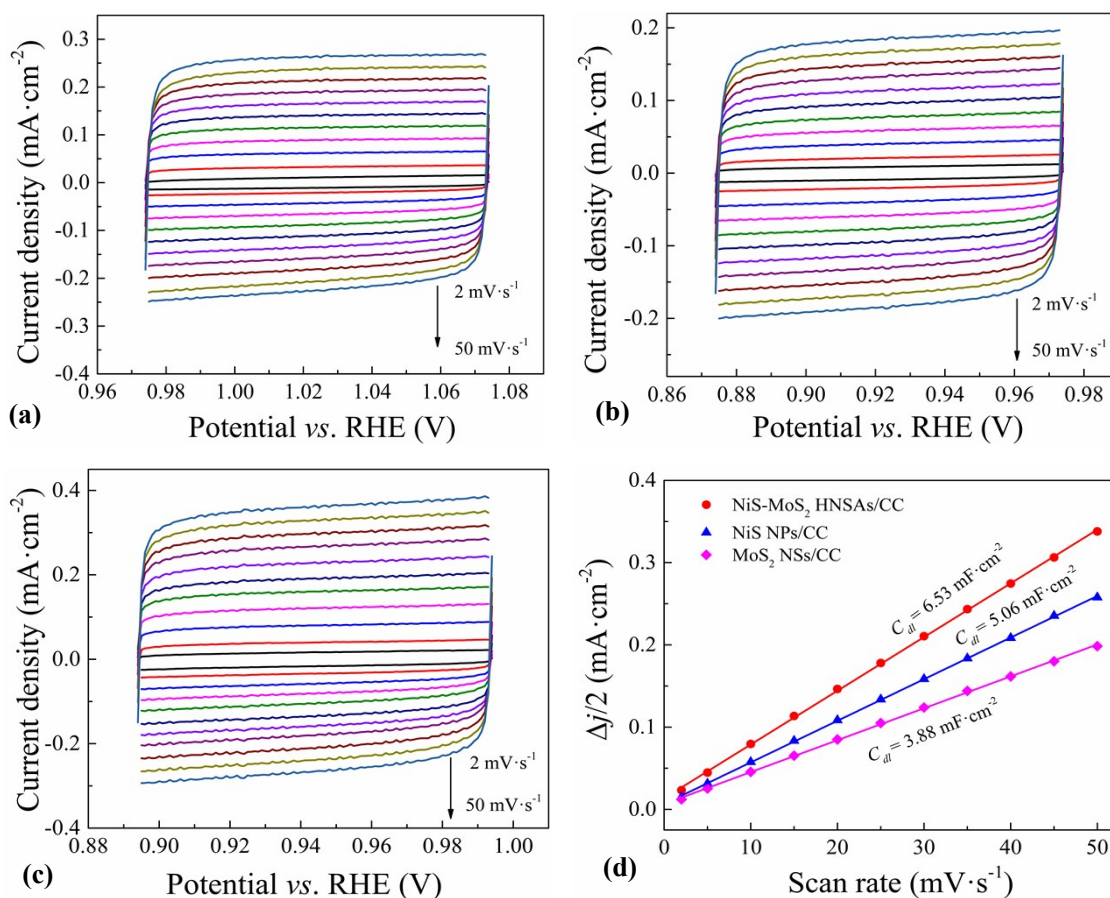 0.3
0.2
0.1
0.0
-0.1
-0.2
-0.3
-0.4
Current density (mA·cm⁻²)
2 mV·s⁻¹
50 mV·s⁻¹
0.96 0.98 1.00 1.02 1.04 1.06 1.08
(a)
Potential vs. RHE (V)
0.2
0.1
0.0
-0.1
-0.2
Current density (mA·cm⁻²)
2 mV·s⁻¹
50 mV·s⁻¹
0.86 0.88 0.90 0.92 0.94 0.96 0.98
(b)
Potential vs. RHE (V)
0.4
0.2
0.0
-0.2
-0.4
Current density (mA·cm⁻²)
2 mV·s⁻¹
50 mV·s⁻¹
0.88 0.90 0.92 0.94 0.96 0.98 1.00
(c)
Potential vs. RHE (V)
0.4
0.3
0.2
0.1
0.0
Δj/2 (mA·cm⁻²)
NiS-MoS₂ HNSAs/CC
NiS NPs/CC
MoS₂ NSs/CC
C_dl = 6.53 mF·cm⁻²
C_dl = 5.06 mF·cm⁻²
C_dl = 3.88 mF·cm⁻²
0 10 20 30 40 50
(d)
Scan rate (mV·s⁻¹)